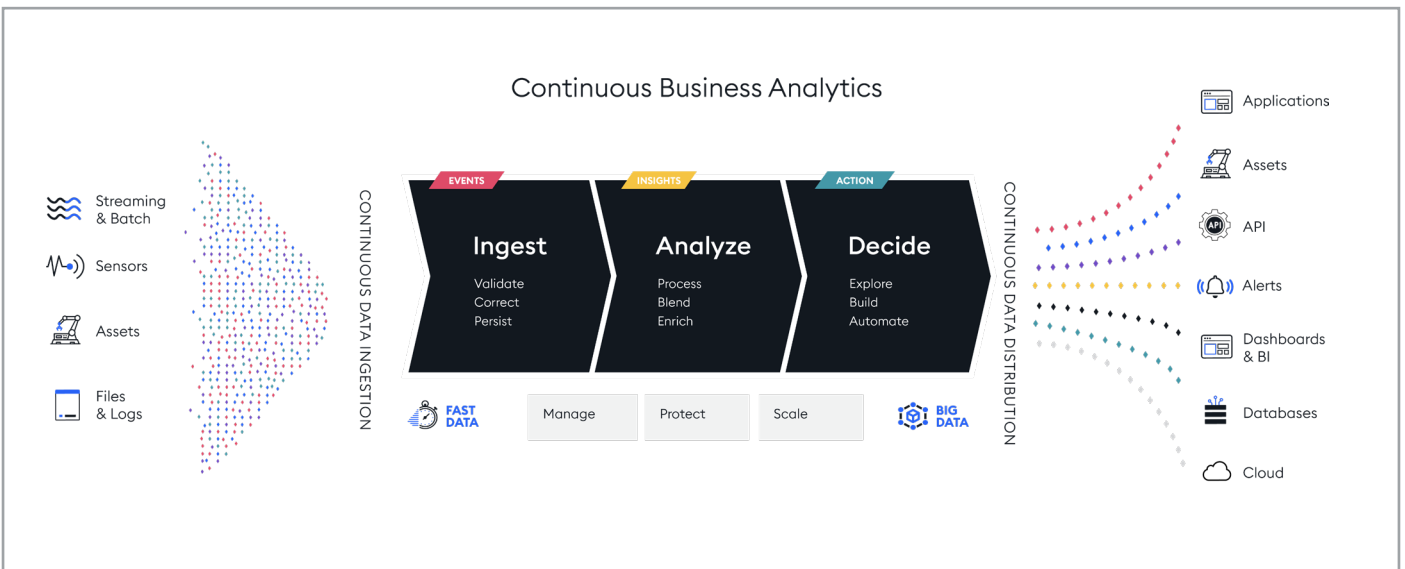 Continuous Business Analytics
Streaming
& Batch
Sensors
Assets
Files
& Logs
CONTINUOUS DATA INGESTION
EVENTS
Ingest
Validate
Correct
Persist
INSIGHTS
Analyze
Process
Blend
Enrich
ACTION
Decide
Explore
Build
Automate
FAST
DATA
Manage
Protect
Scale
BIG
DATA
CONTINUOUS DATA DISTRIBUTION
Applications
Assets
API
API
Alerts
Dashboards
& BI
Databases
Cloud